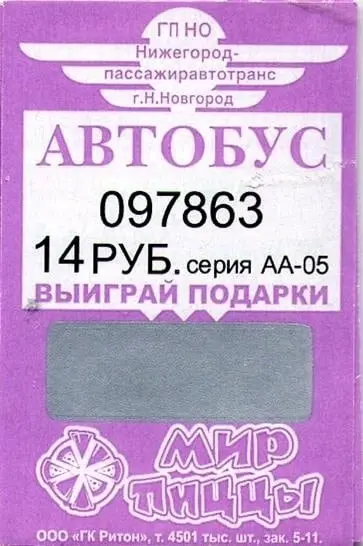 ГП НО
Нижегород-
пассажиравтотранс
г.Н.Новгород
АВТОБУС
097863
14 РУБ. серия АА-05
ВЫИГРАЙ ПОДАРКИ
МИР
ПИЦЦЫ
ООО «ГК Ритон», т. 4501 тыс. шт., зак. 5-11.